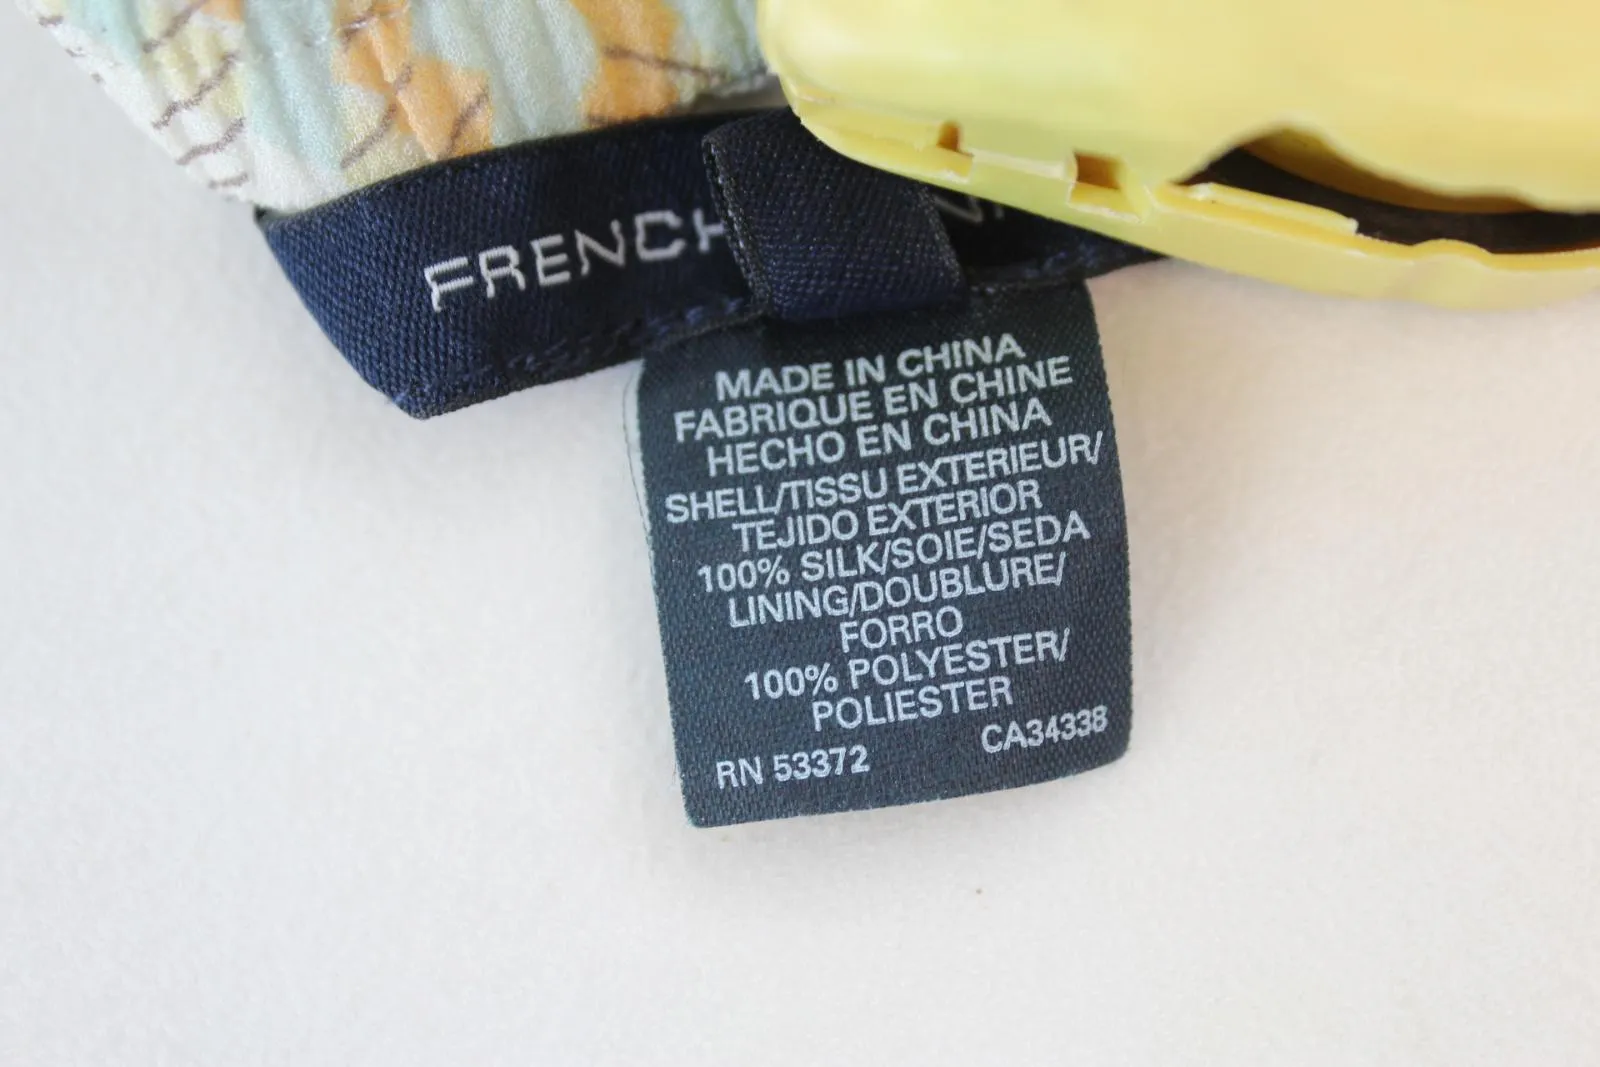 FRENCH
MADE IN CHINA
FABRIQUE EN CHINE
HECHO EN CHINA
SHELL/TISSU EXTERIEUR/
TEJIDO EXTERIOR
100% SILK/SOIE/SEDA
LINING/DOUBLURE/
FORRO
100% POLYESTER/
POLIESTER
RN 53372 CA34338